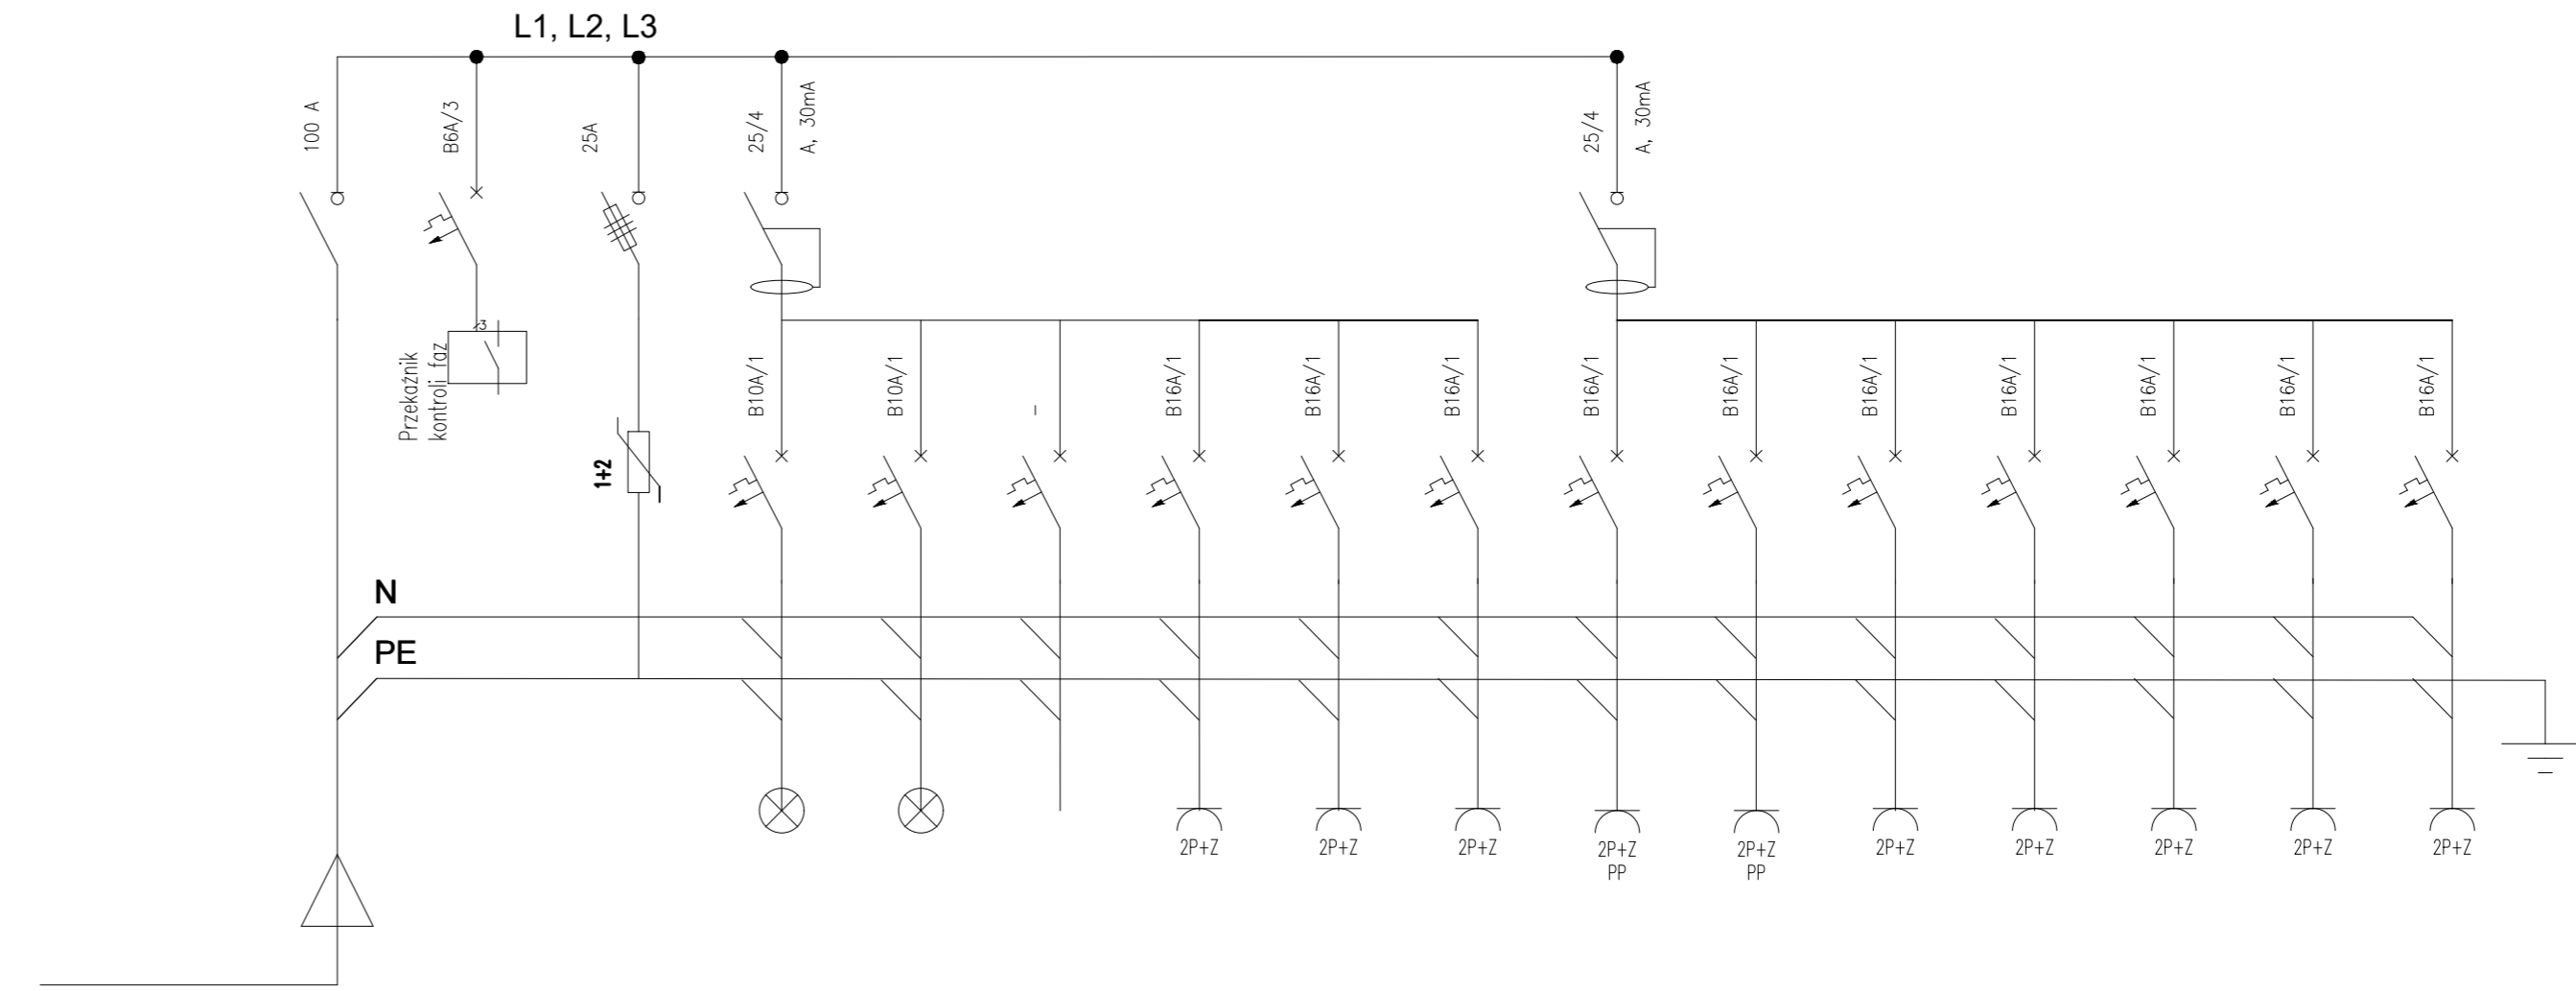 L1, L2, L3
100 A
B6A/3
25A
25/4
A, 30mA
25/4
A, 30mA
3
Przekaźnik
kontroli faz
B10A/1
B10A/1
-
B16A/1
B16A/1
B16A/1
B16A/1
B16A/1
B16A/1
B16A/1
B16A/1
B16A/1
B16A/1
1+2
N
PE
2P+Z
2P+Z
2P+Z
2P+Z
PP
2P+Z
PP
2P+Z
2P+Z
2P+Z
2P+Z
2P+Z